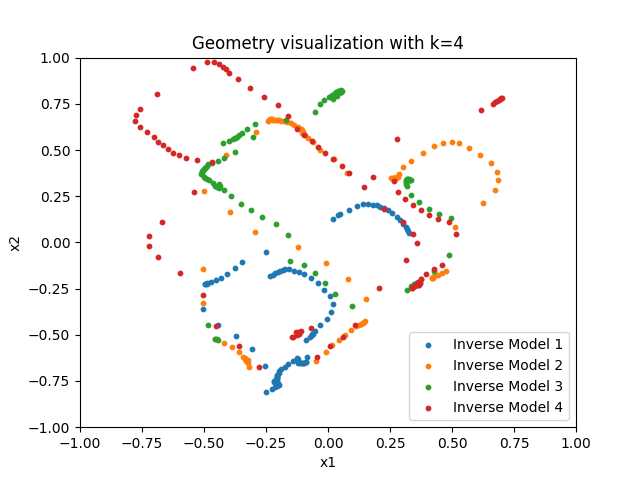 Geometry visualization with k=4
x2
1.00
0.75
0.50
0.25
0.00
−0.25
−0.50
−0.75
−1.00
Inverse Model 1
Inverse Model 2
Inverse Model 3
Inverse Model 4
−1.00 −0.75 −0.50 −0.25 0.00 0.25 0.50 0.75 1.00
x1